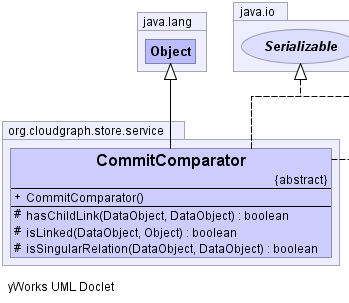 java.lang
java.io
Object
Serializable
org.cloudgraph.store.service
CommitComparator
{abstract}
+ CommitComparator()
# hasChildLink(DataObject, DataObject) : boolean
# isLinked(DataObject, Object) : boolean
# isSingularRelation(DataObject, DataObject) : boolean
yWorks UML Doclet